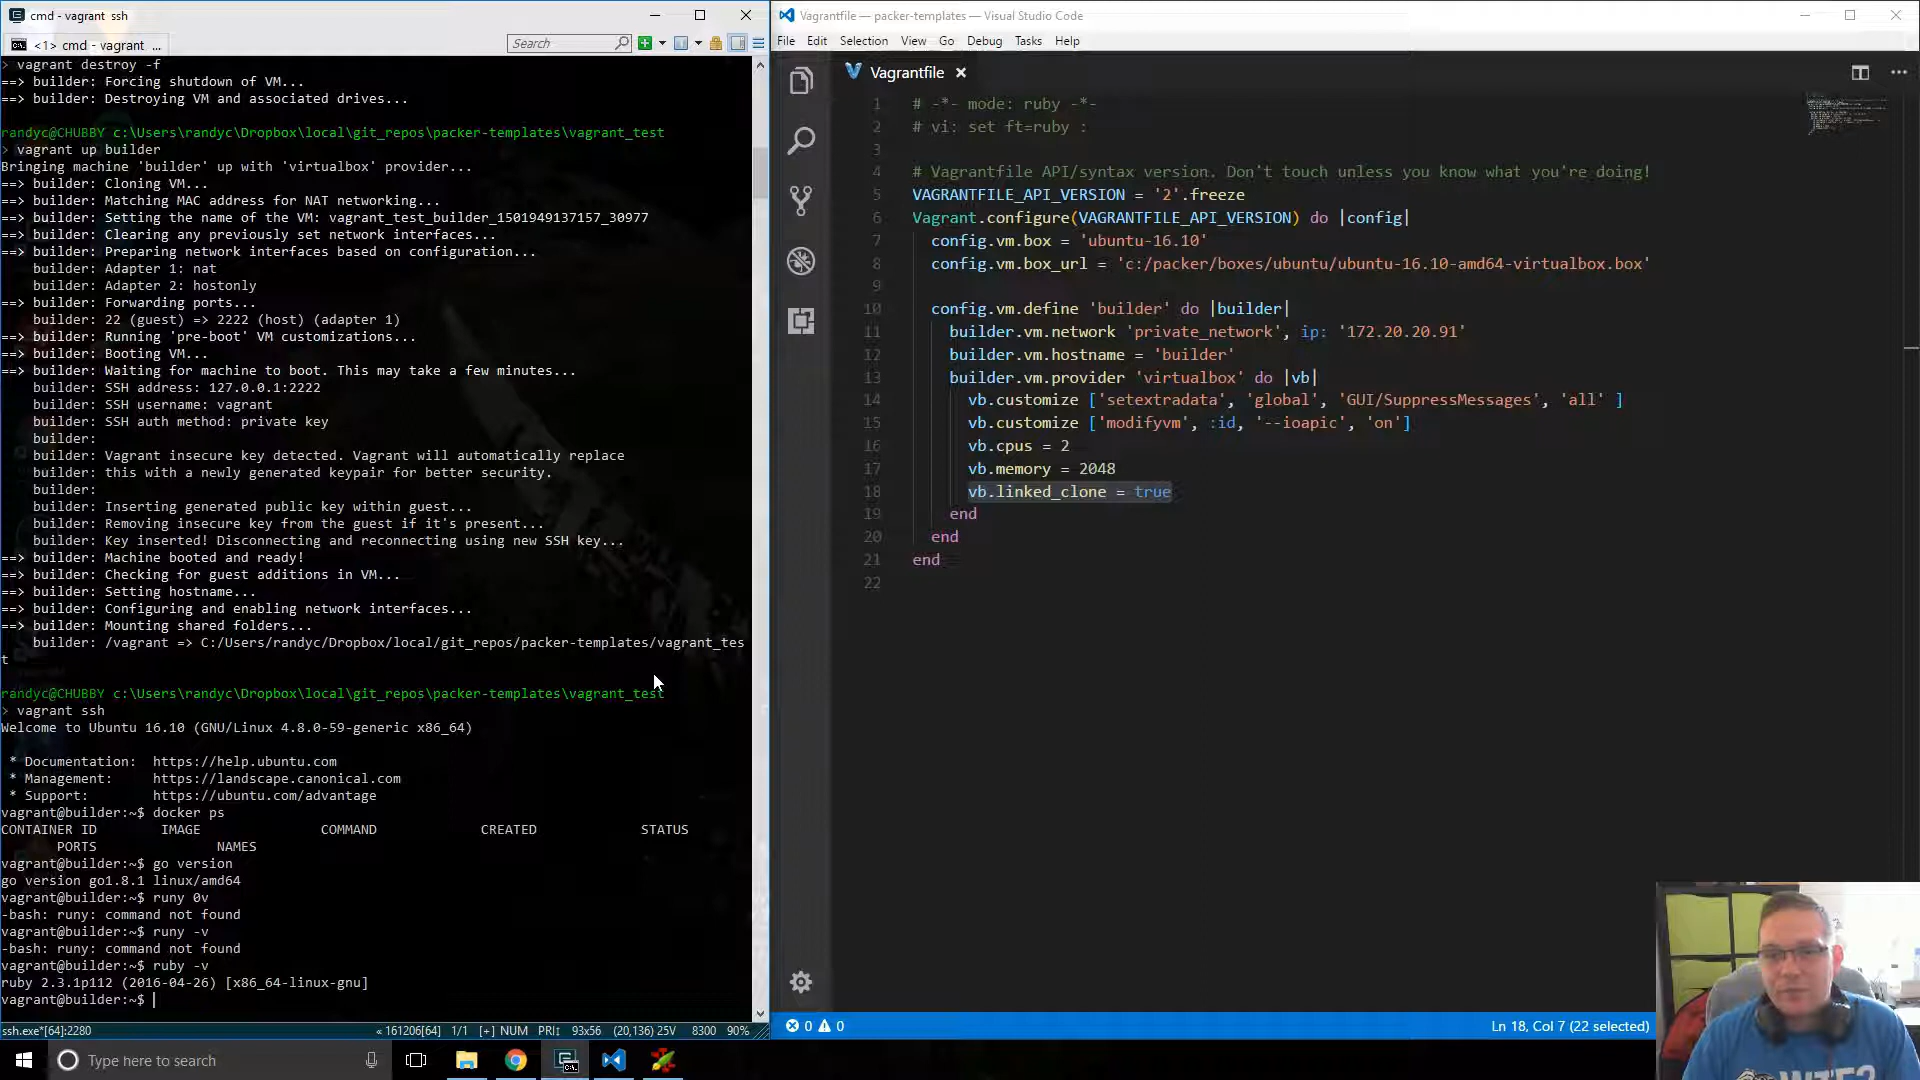 cmd - vagrant  ssh
<1> cmd - vagrant  ...
Search
> vagrant destroy -f
==> builder: Forcing shutdown of VM...
==> builder: Destroying VM and associated drives...
randyc@CHUBBY c:\Users\randyc\Dropbox\local\git_repos\packer-templates\vagrant_test
> vagrant up builder
Bringing machine 'builder' up with 'virtualbox' provider...
==> builder: Cloning VM...
==> builder: Matching MAC address for NAT networking...
==> builder: Setting the name of the VM: vagrant_test_builder_1501949137157_30977
==> builder: Clearing any previously set network interfaces...
==> builder: Preparing network interfaces based on configuration...
builder: Adapter 1: nat
builder: Adapter 2: hostonly
==> builder: Forwarding ports...
builder: 22 (guest) => 2222 (host) (adapter 1)
==> builder: Running 'pre-boot' VM customizations...
==> builder: Booting VM...
==> builder: Waiting for machine to boot. This may take a few minutes...
builder: SSH address: 127.0.0.1:2222
builder: SSH username: vagrant
builder: SSH auth method: private key
builder:
builder: Vagrant insecure key detected. Vagrant will automatically replace
builder: this with a newly generated keypair for better security.
builder:
builder: Inserting generated public key within guest...
builder: Removing insecure key from the guest if it's present...
builder: Key inserted! Disconnecting and reconnecting using new SSH key...
==> builder: Machine booted and ready!
==> builder: Checking for guest additions in VM...
==> builder: Setting hostname...
==> builder: Configuring and enabling network interfaces...
==> builder: Mounting shared folders...
builder: /vagrant => C:/Users/randyc/Dropbox/local/git_repos/packer-templates/vagrant_tes
t
randyc@CHUBBY c:\Users\randyc\Dropbox\local\git_repos\packer-templates\vagrant_test
> vagrant ssh
Welcome to Ubuntu 16.10 (GNU/Linux 4.8.0-59-generic x86_64)
* Documentation:  https://help.ubuntu.com
* Management:     https://landscape.canonical.com
* Support:        https://ubuntu.com/advantage
vagrant@builder:~$ docker ps
CONTAINER ID        IMAGE               COMMAND             CREATED             STATUS
PORTS               NAMES
vagrant@builder:~$ go version
go version go1.8.1 linux/amd64
vagrant@builder:~$ runy 0v
-bash: runy: command not found
vagrant@builder:~$ runy -v
-bash: runy: command not found
vagrant@builder:~$ ruby -v
ruby 2.3.1p112 (2016-04-26) [x86_64-linux-gnu]
vagrant@builder:~$
ssh.exe*[64]:2280 « 161206[64] 1/1 [+] NUM PRI↕ 93x56 (20,136) 25V 8300 90%
Type here to search
Vagrantfile — packer-templates — Visual Studio Code
File Edit Selection View Go Debug Tasks Help
Vagrantfile
1 # -*- mode: ruby -*-
2 # vi: set ft=ruby :
3
4 # Vagrantfile API/syntax version. Don't touch unless you know what you're doing!
5 VAGRANTFILE_API_VERSION = '2'.freeze
6 Vagrant.configure(VAGRANTFILE_API_VERSION) do |config|
7 config.vm.box = 'ubuntu-16.10'
8 config.vm.box_url = 'c:/packer/boxes/ubuntu/ubuntu-16.10-amd64-virtualbox.box'
9
10 config.vm.define 'builder' do |builder|
11 builder.vm.network 'private_network', ip: '172.20.20.91'
12 builder.vm.hostname = 'builder'
13 builder.vm.provider 'virtualbox' do |vb|
14 vb.customize ['setextradata', 'global', 'GUI/SuppressMessages', 'all' ]
15 vb.customize ['modifyvm', :id, '--ioapic', 'on']
16 vb.cpus = 2
17 vb.memory = 2048
18 vb.linked_clone = true
19 end
20 end
21 end
22
0 0 Ln 18, Col 7 (22 selected)